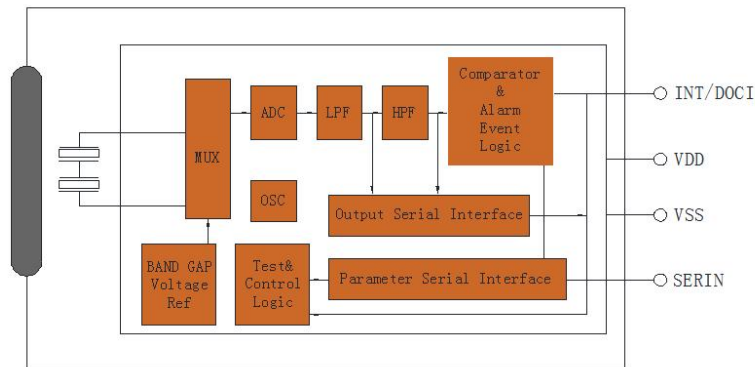 Comparator
&
Alarm
Event
Logic
INT/DOCI
ADC
LPF
HPF
MUX
VDD
OSC
Output Serial Interface
VSS
BAND GAP
Voltage
Ref
Test&
Control
Logic
Parameter Serial Interface
SERIN